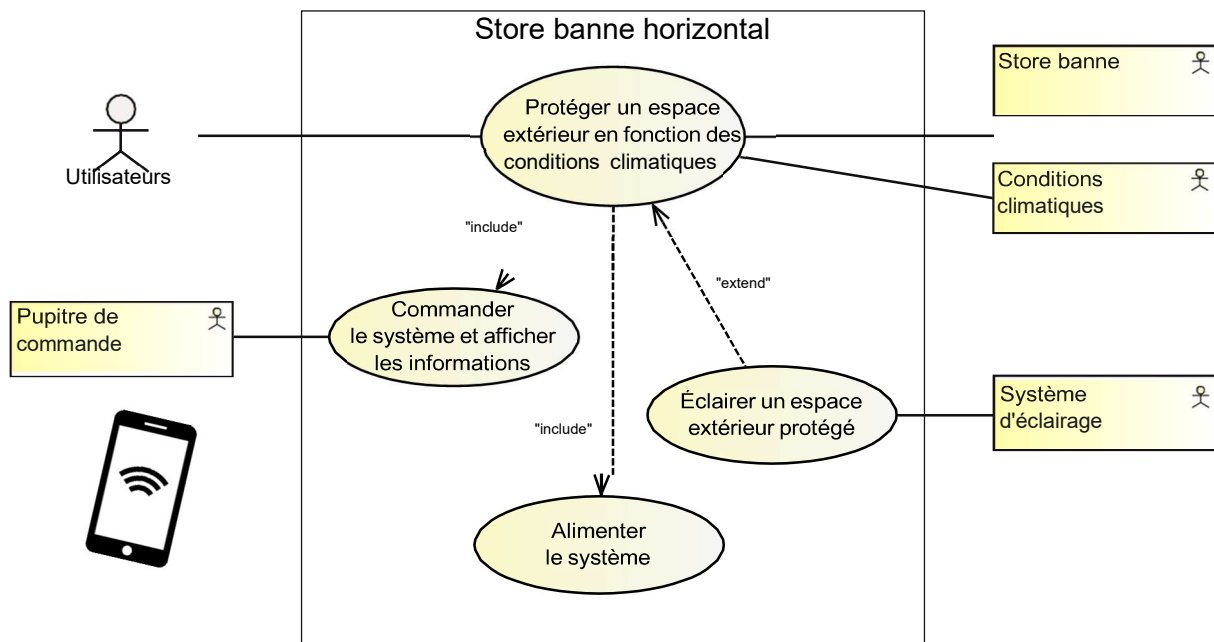 Store banne horizontal
Protéger un espace
extérieur en fonction des
conditions climatiques
Utilisateurs
Store banne
Conditions
climatiques
"include"
"extend"
Pupitre de
commande
Commander
le système et afficher
les informations
Éclairer un espace
extérieur protégé
Système
d'éclairage
"include"
Alimenter
le système